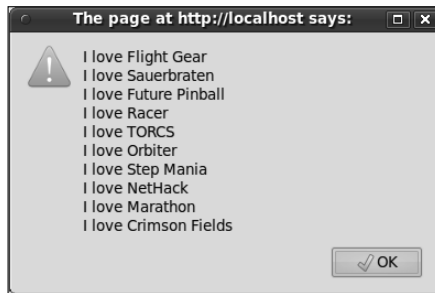 The page at http://localhost says:
I love Flight Gear
I love Sauerbraten
I love Future Pinball
I love Racer
I love TORCS
I love Orbiter
I love Step Mania
I love NetHack
I love Marathon
I love Crimson Fields
OK